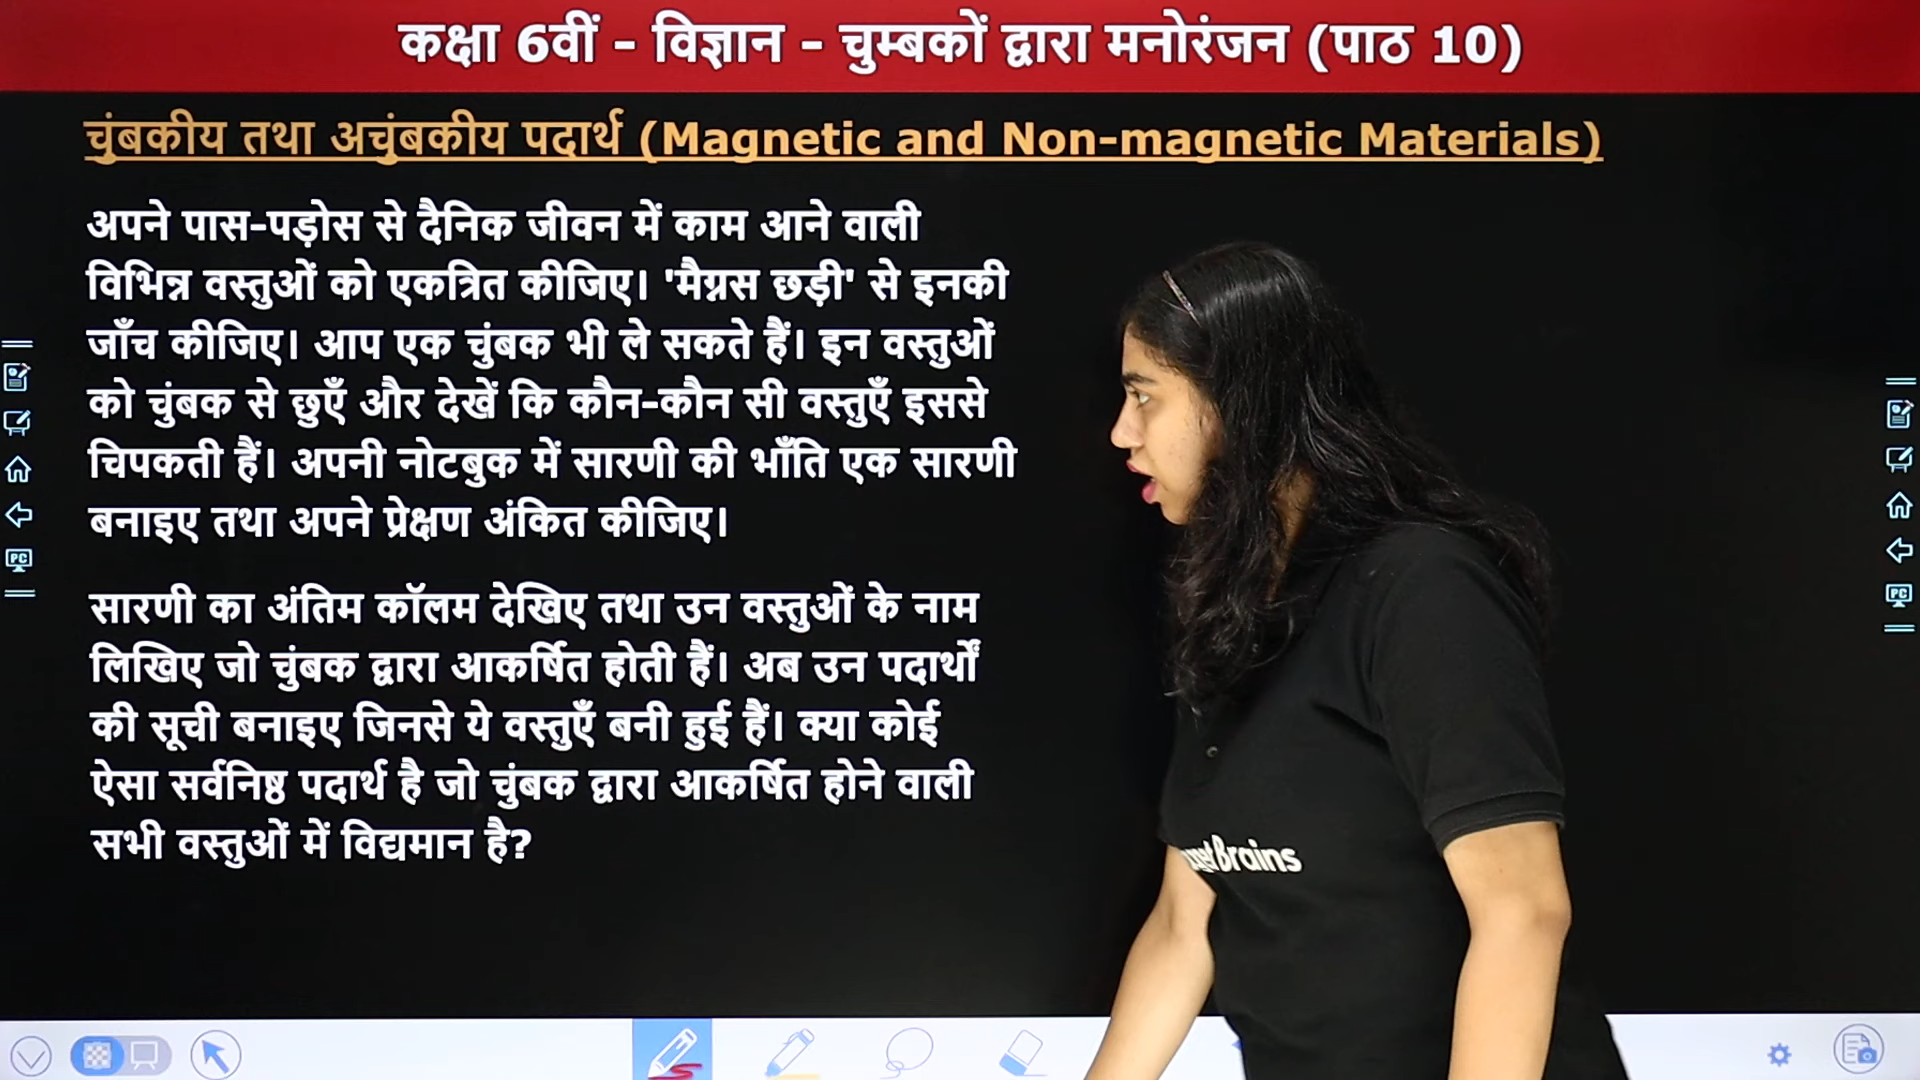 कक्षा 6वीं - विज्ञान - चुम्बकों द्वारा मनोरंजन (पाठ 10)
चुंबकीय तथा अचुंबकीय पदार्थ (Magnetic and Non-magnetic Materials)
अपने पास-पड़ोस से दैनिक जीवन में काम आने वाली
विभिन्न वस्तुओं को एकत्रित कीजिए। 'मैग्नस छड़ी' से इनकी
जाँच कीजिए। आप एक चुंबक भी ले सकते हैं। इन वस्तुओं
को चुंबक से छुएँ और देखें कि कौन-कौन सी वस्तुएँ इससे
चिपकती हैं। अपनी नोटबुक में सारणी की भाँति एक सारणी
बनाइए तथा अपने प्रेक्षण अंकित कीजिए।
सारणी का अंतिम कॉलम देखिए तथा उन वस्तुओं के नाम
लिखिए जो चुंबक द्वारा आकर्षित होती हैं। अब उन पदार्थों
की सूची बनाइए जिनसे ये वस्तुएँ बनी हुई हैं। क्या कोई
ऐसा सर्वनिष्ठ पदार्थ है जो चुंबक द्वारा आकर्षित होने वाली
सभी वस्तुओं में विद्यमान है?
Brains
PC
PC